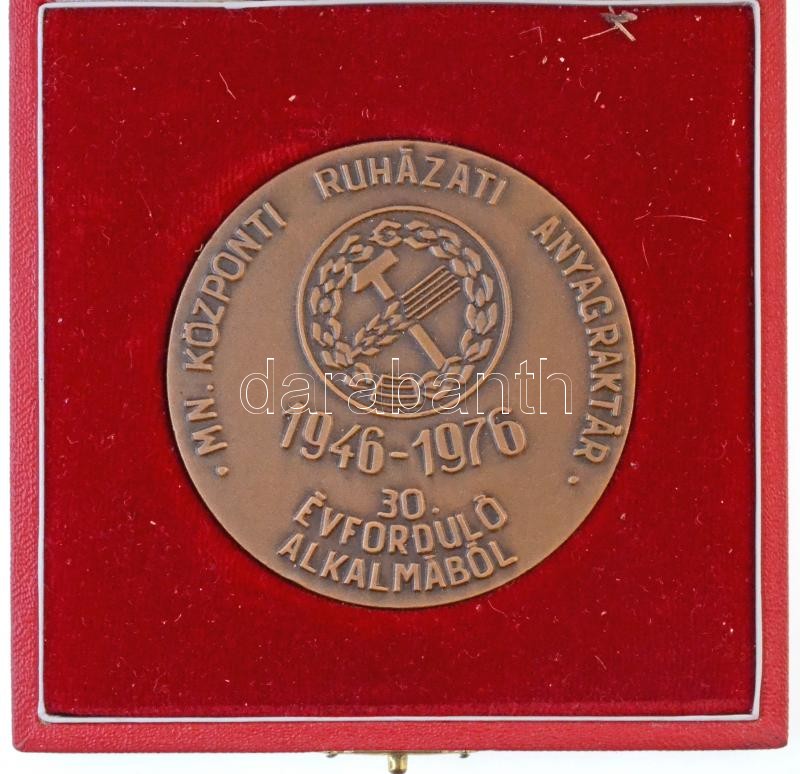 · MN. KÖZPONTI RUHÁZATI ANYAGRAKTÁR ·
1946-1976
30.
ÉVFORDULÓ
ALKALMÁBÓL
darabanth